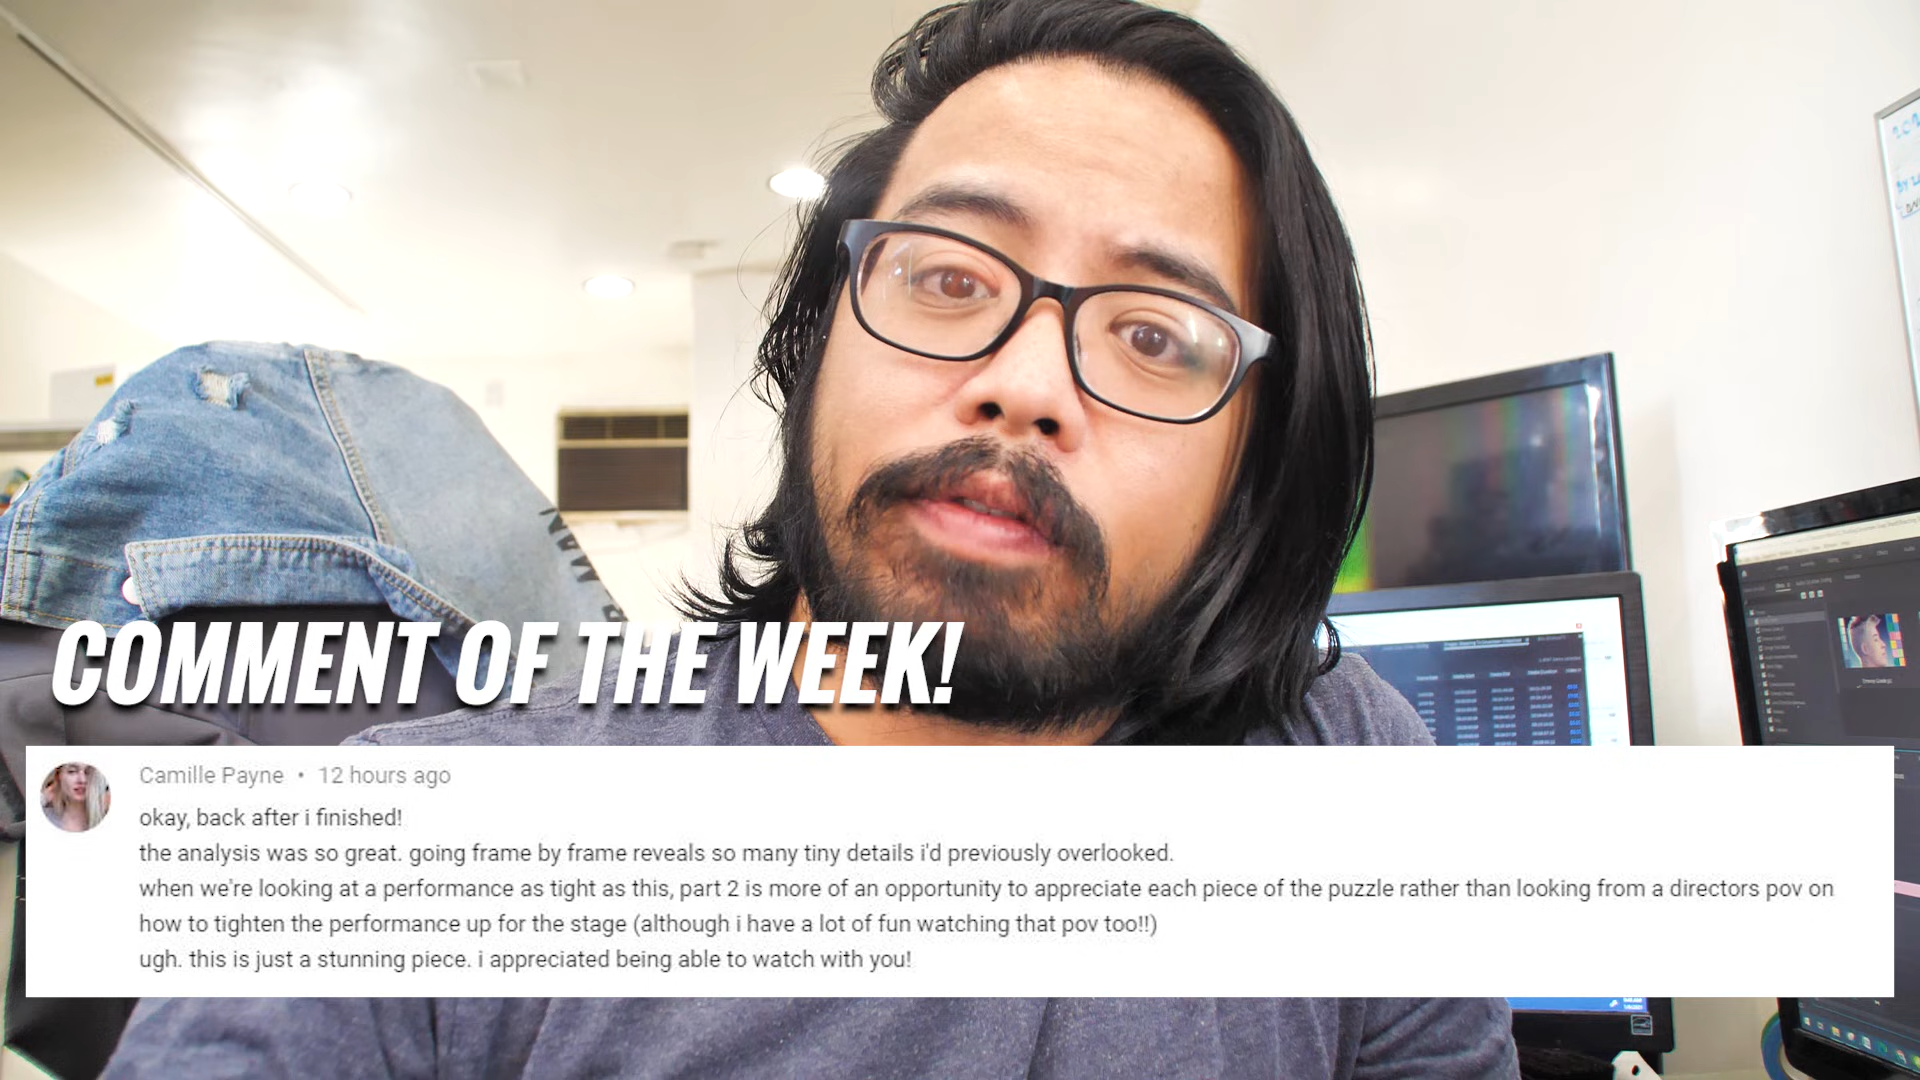 COMMENT OF THE WEEK!
Camille Payne • 12 hours ago
okay, back after i finished!
the analysis was so great. going frame by frame reveals so many tiny details i'd previously overlooked.
when we're looking at a performance as tight as this, part 2 is more of an opportunity to appreciate each piece of the puzzle rather than looking from a directors pov on
how to tighten the performance up for the stage (although i have a lot of fun watching that pov too!!)
ugh. this is just a stunning piece. i appreciated being able to watch with you!